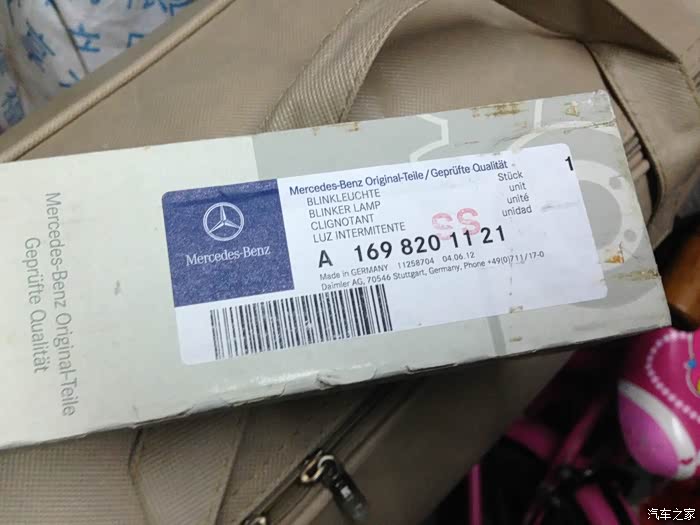 Mercedes-Benz Original-Teile
Geprüfte Qualität
Mercedes-Benz
Mercedes-Benz Original-Teile/Geprüfte Qualität
BLINKLEUCHTE
BLINKER LAMP
CLIGNOTANT
LUZ INTERMITENTE
Stück 1
unit
unité
unidad
SS
A 169 820 11 21
Made in GERMANY 11258704 04.06.12
Daimler AG, 70546 Stuttgart, Germany, Phone +49(0)711/17-0
汽车之家